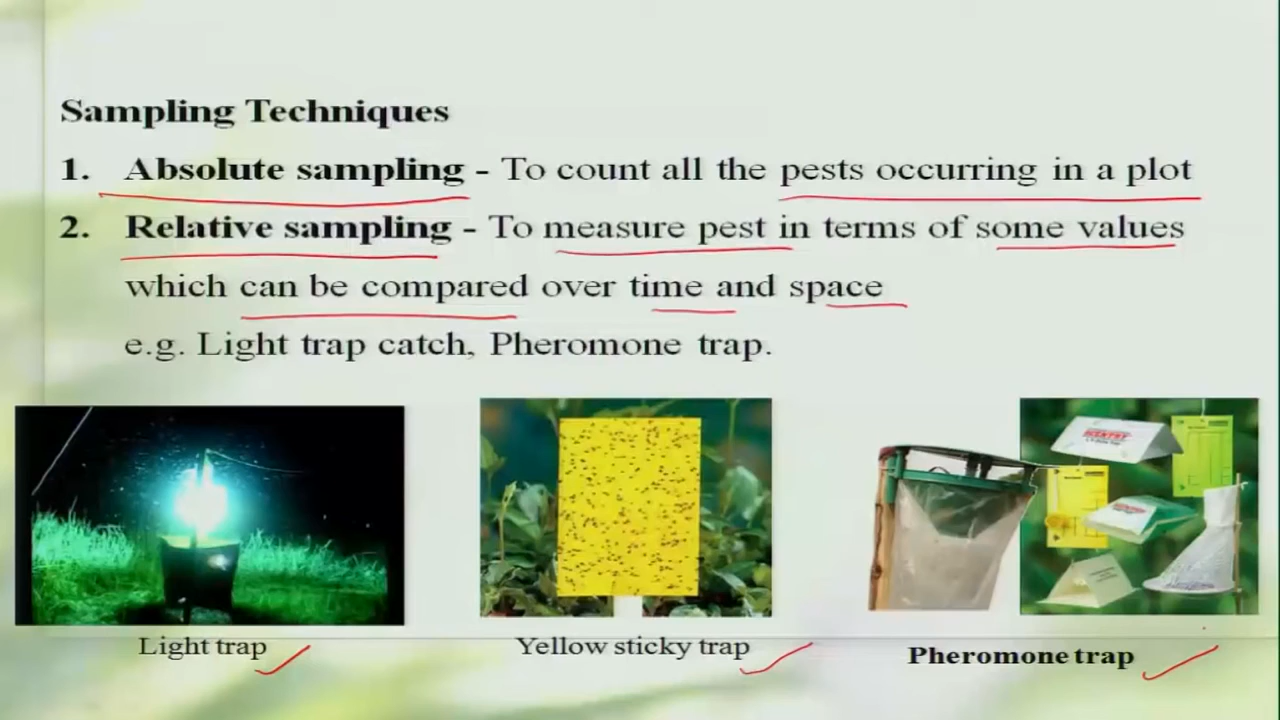 Sampling Techniques
1. Absolute sampling - To count all the pests occurring in a plot
2. Relative sampling - To measure pest in terms of some values
which can be compared over time and space
e.g. Light trap catch, Pheromone trap.
SCENTRY
Light trap
Yellow sticky trap
Pheromone trap